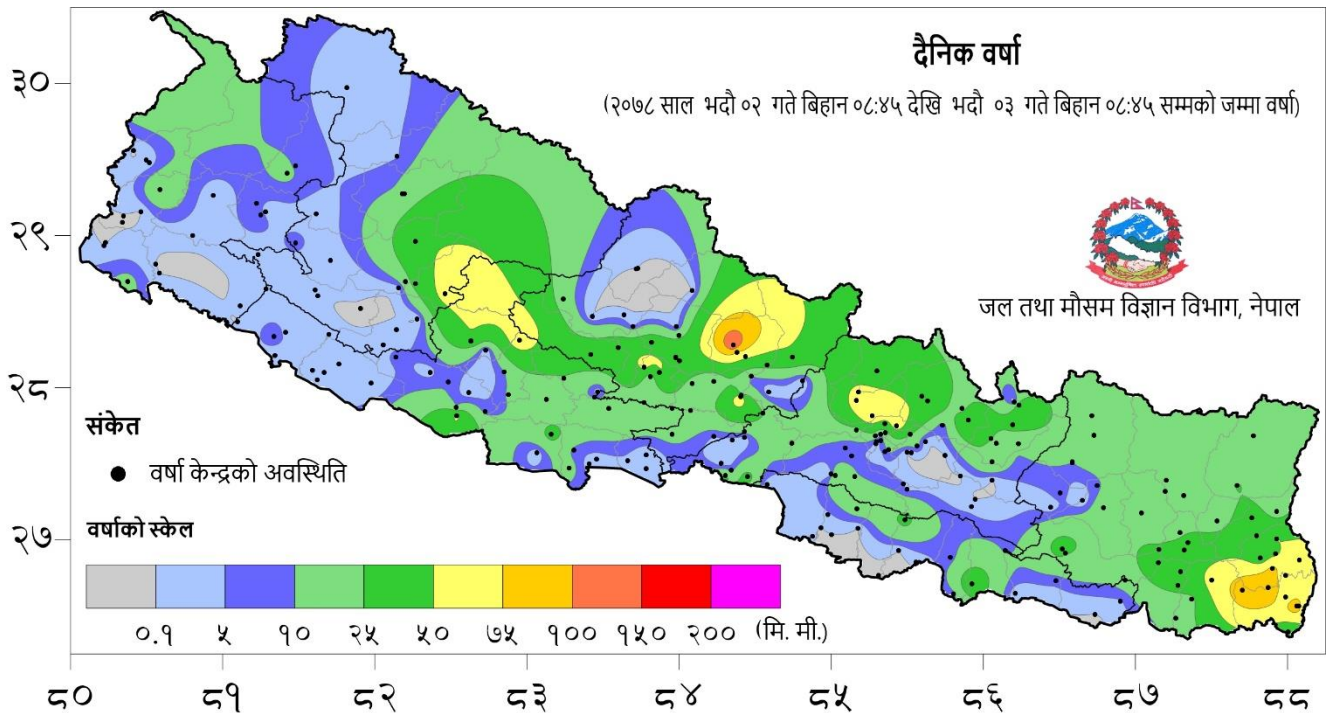 दैनिक वर्षा
(२०७८ साल भदौ ०२ गते बिहान ०८:४५ देखि भदौ ०३ गते बिहान ०८:४५ सम्मको जम्मा वर्षा)
३०
२९
२८
२७
जल तथा मौसम विज्ञान विभाग, नेपाल
संकेत
वर्षा केन्द्रको अवस्थिति
वर्षाको स्केल
०.१ ५ १० २५ ५० ७५ १०० १५० २०० (मि. मी.)
८० ८१ ८२ ८३ ८४ ८५ ८६ ८७ ८८